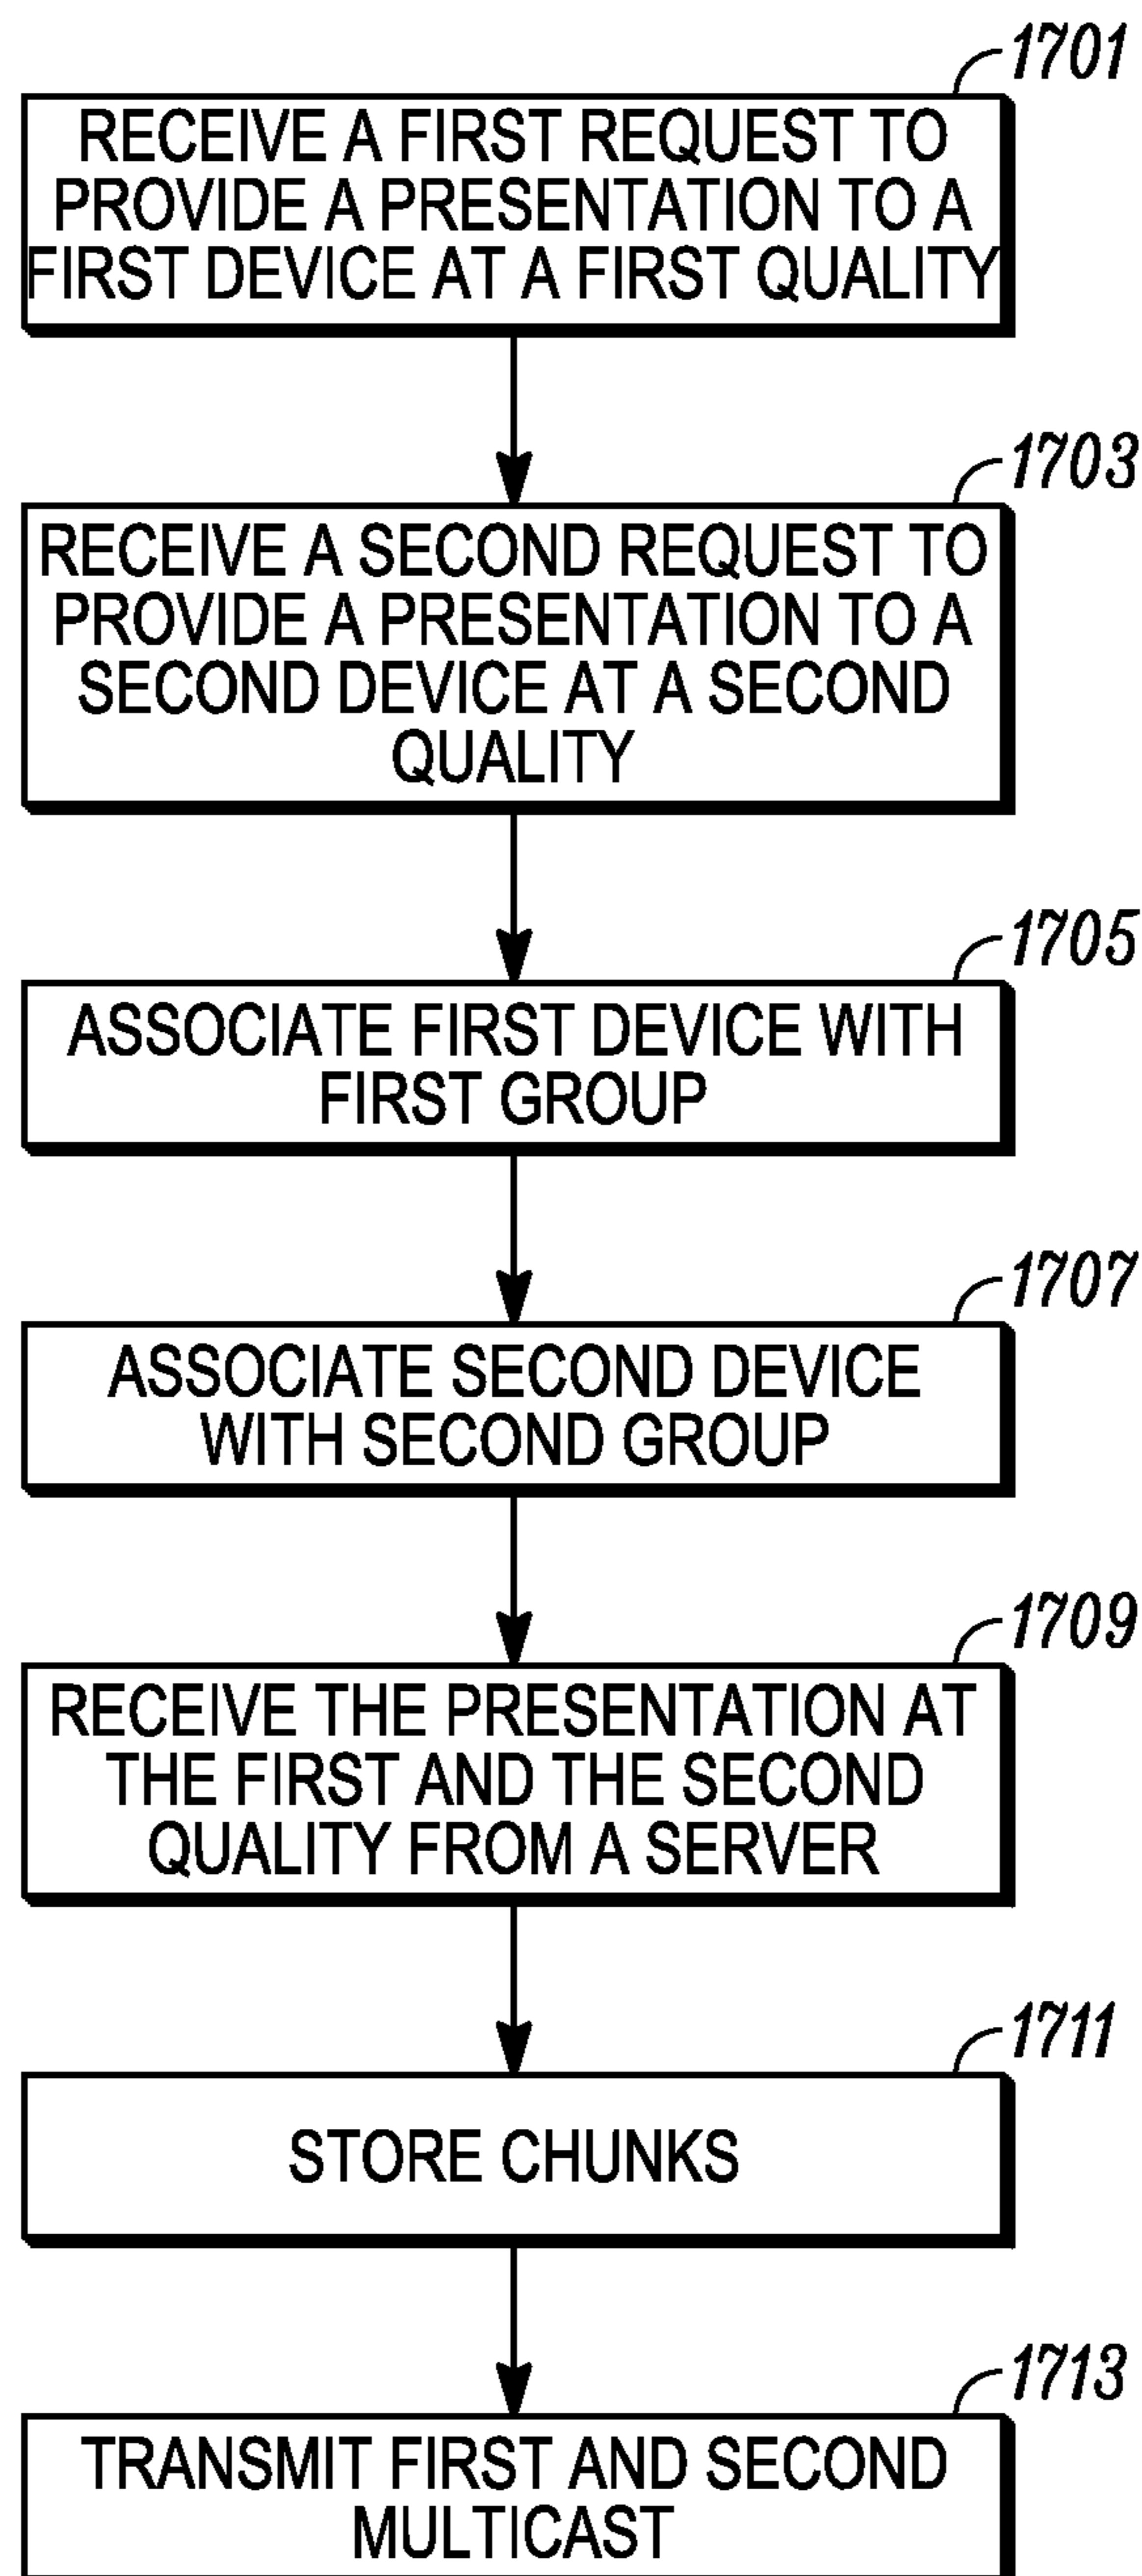 1701
RECEIVE A FIRST REQUEST TO
PROVIDE A PRESENTATION TO A
FIRST DEVICE AT A FIRST QUALITY
1703
RECEIVE A SECOND REQUEST TO
PROVIDE A PRESENTATION TO A
SECOND DEVICE AT A SECOND
QUALITY
1705
ASSOCIATE FIRST DEVICE WITH
FIRST GROUP
1707
ASSOCIATE SECOND DEVICE
WITH SECOND GROUP
1709
RECEIVE THE PRESENTATION AT
THE FIRST AND THE SECOND
QUALITY FROM A SERVER
1711
STORE CHUNKS
1713
TRANSMIT FIRST AND SECOND
MULTICAST